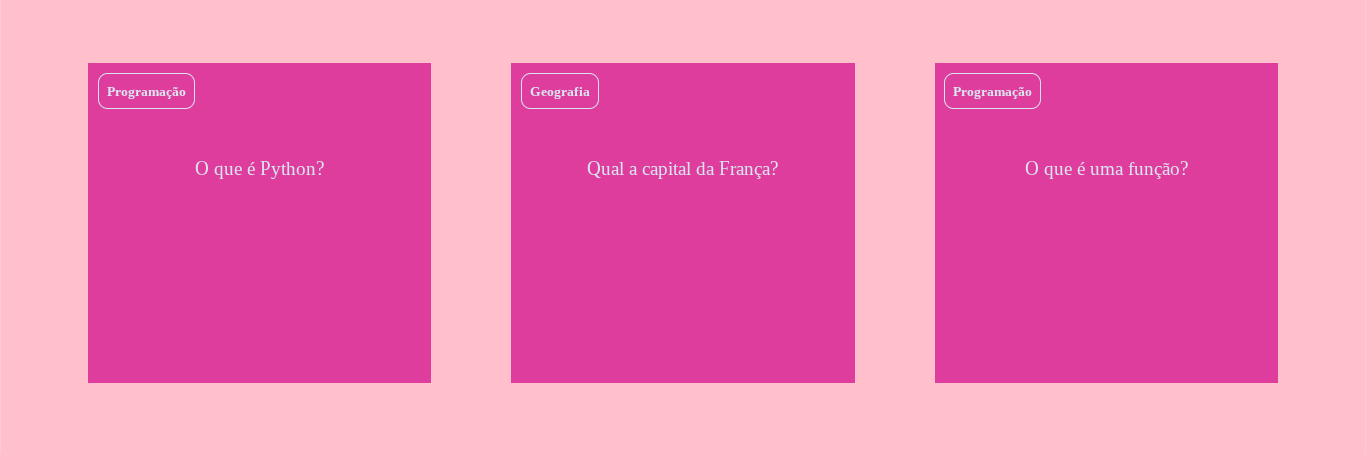 Programação
O que é Python?
Geografia
Qual a capital da França?
Programação
O que é uma função?